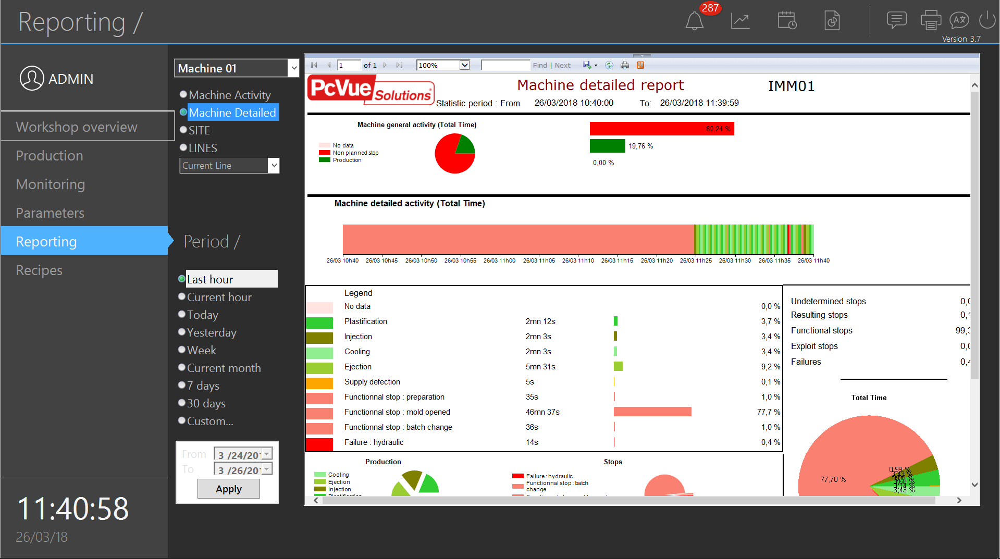 Reporting /
287
Version 3.7
ADMIN
Workshop overview
Production
Monitoring
Parameters
Reporting
Recipes
11:40:58
26/03/18
Machine 01
Machine Activity
Machine Detailed
SITE
LINES
Current Line
Period /
Last hour
Current hour
Today
Yesterday
Week
Current month
7 days
30 days
Custom...
From 3 /24/201
To 3 /26/201
Apply
1 of 1 100% Find | Next
PcVue Solutions
Machine detailed report IMM01
Statistic period : From 26/03/2018 10:40:00 To: 26/03/2018 11:39:59
Machine general activity (Total Time)
No data
Non planned stop
Production
80,24 %
19,76 %
0,00 %
Machine detailed activity (Total Time)
26/03 10h40 26/03 10h45 26/03 10h50 26/03 10h55 26/03 11h00 26/03 11h05 26/03 11h10 26/03 11h15 26/03 11h20 26/03 11h25 26/03 11h30 26/03 11h35 26/03 11h40
Legend
No data 0,0 %
Plastification 2mn 12s 3,7 %
Injection 2mn 3s 3,4 %
Cooling 2mn 3s 3,4 %
Ejection 5mn 31s 9,2 %
Supply defection 5s 0,1 %
Functionnal stop : preparation 35s 1,0 %
Functionnal stop : mold opened 46mn 37s 77,7 %
Functionnal stop : batch change 36s 1,0 %
Failure : hydraulic 14s 0,4 %
Undetermined stops 0,0
Resulting stops 0,1
Functional stops 99,3
Exploit stops 0,0
Failures 0,4
Total Time
77,70 %
0,99 %
3,43 %
Production
Cooling
Ejection
Injection
Stops
Failure : hydraulic
Functionnal stop : batch
change